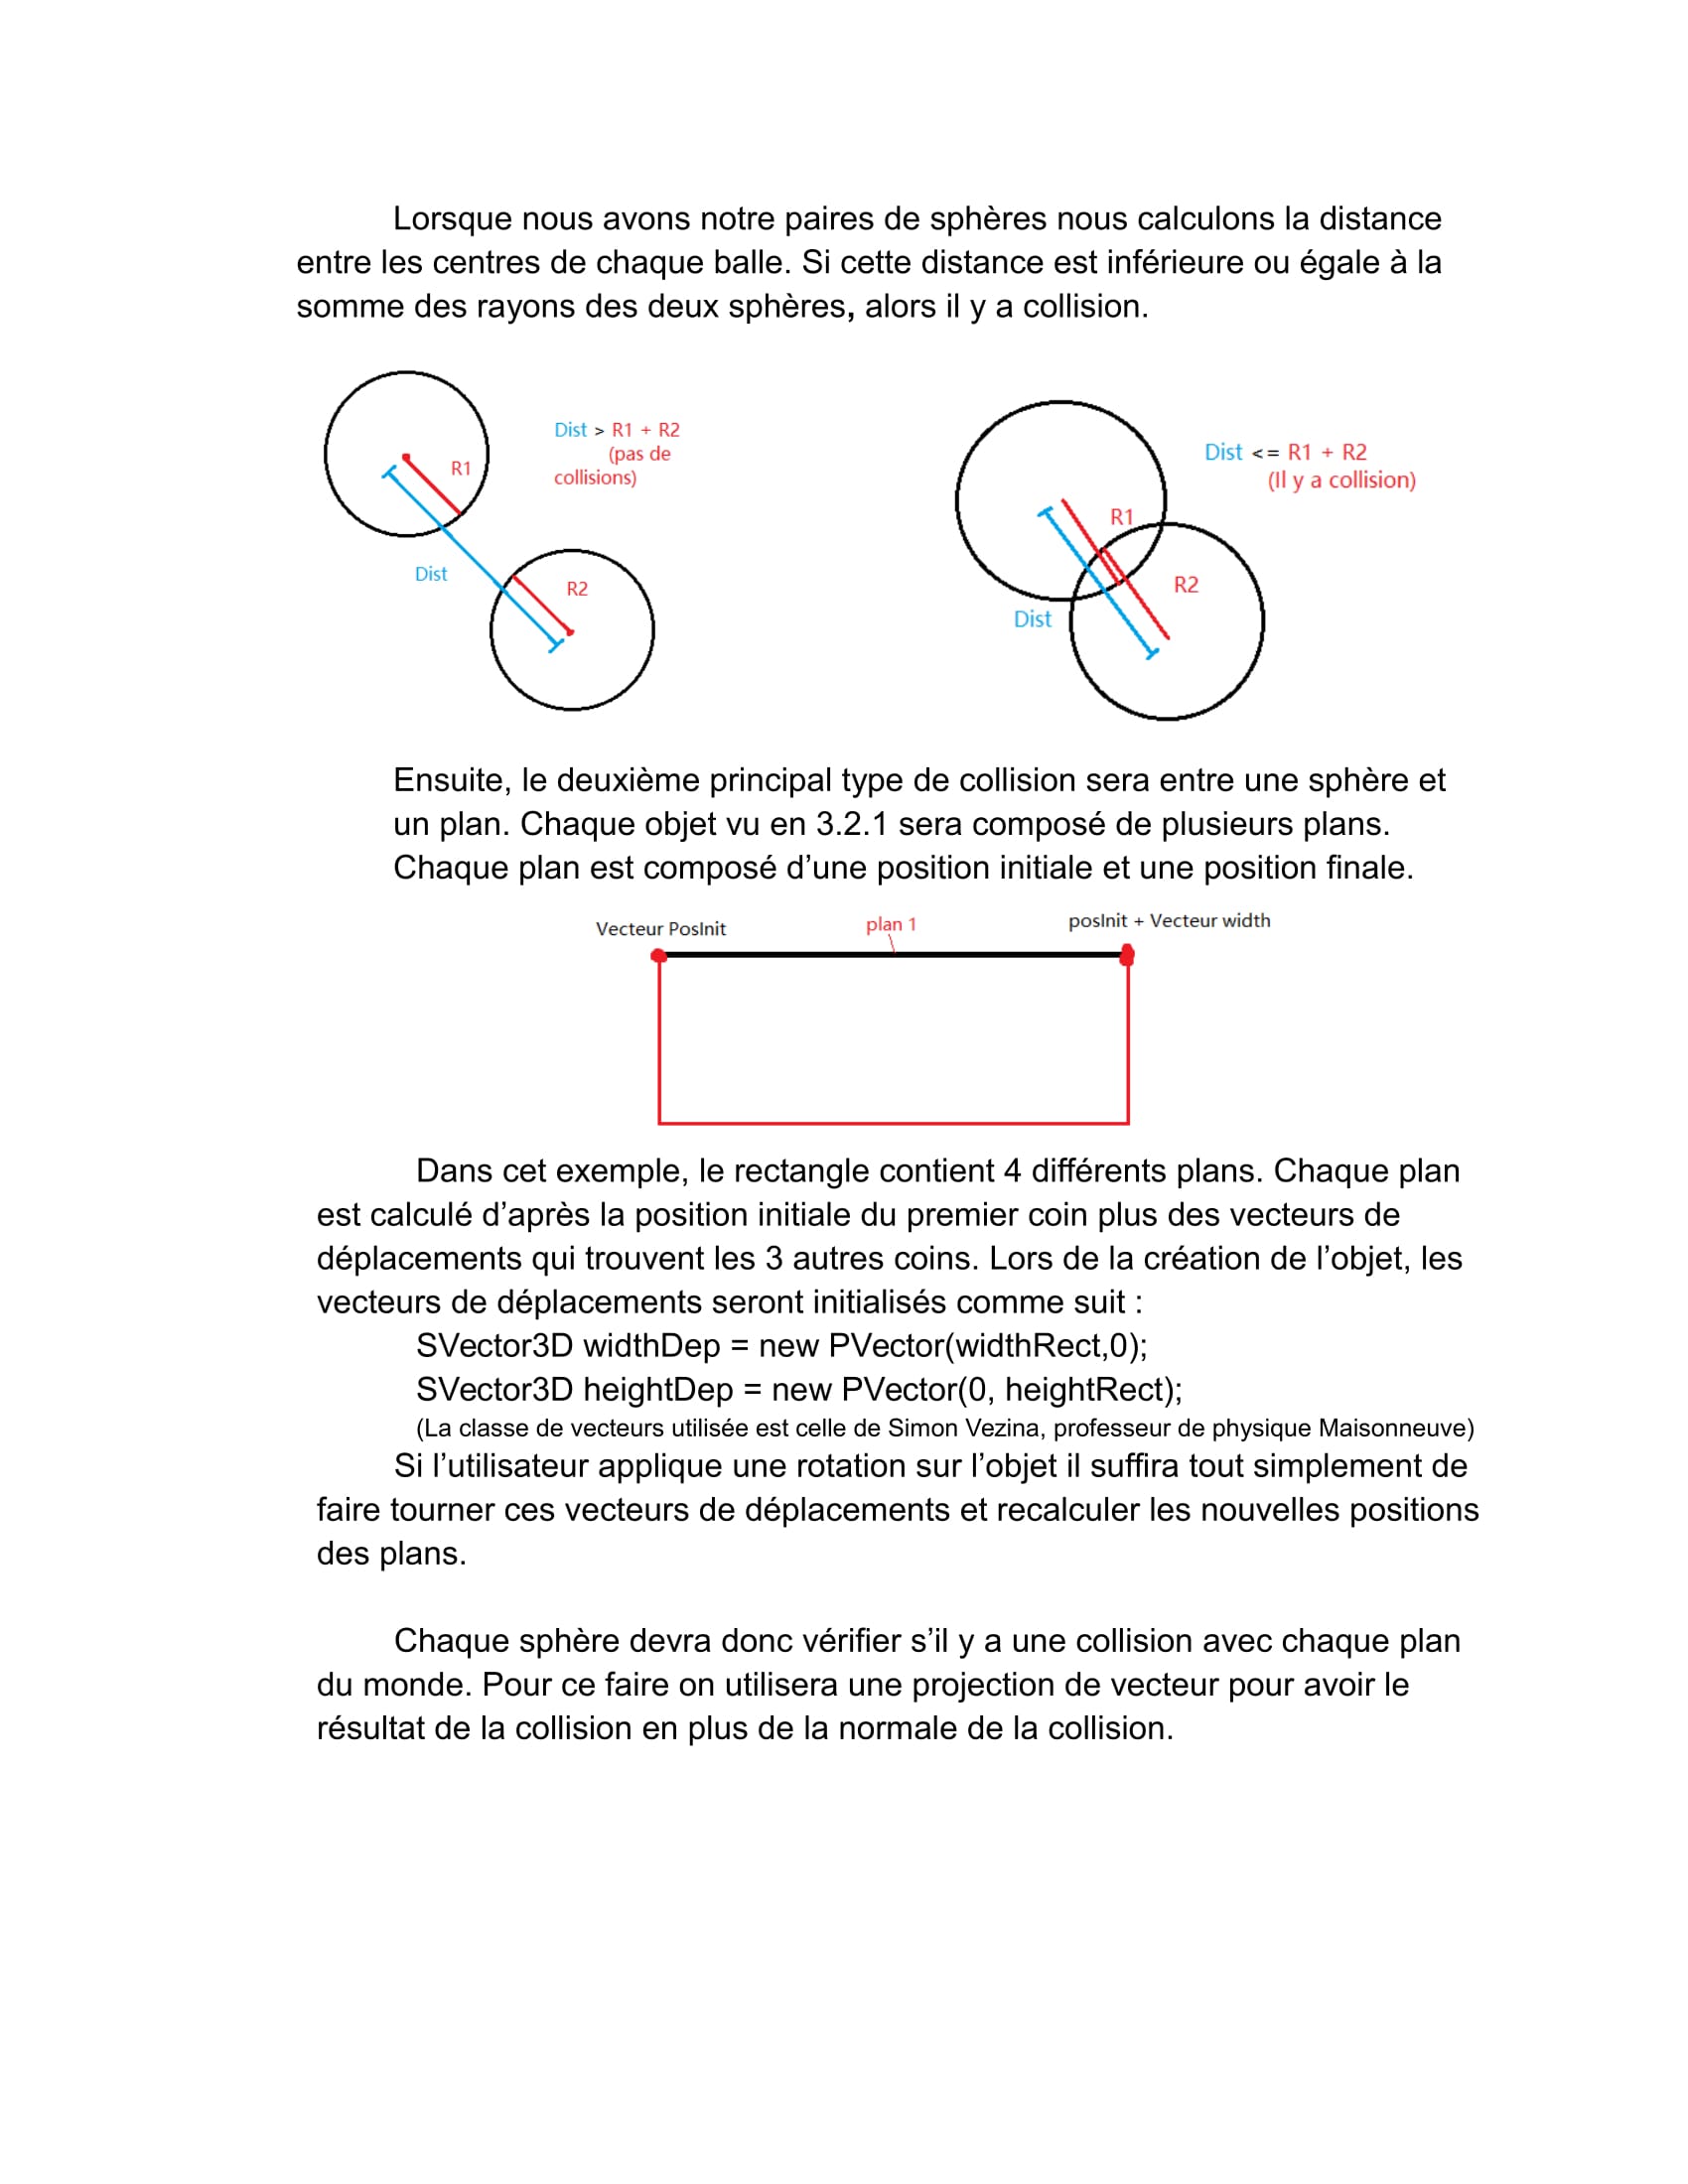 Lorsque nous avons notre paires de sphères nous calculons la distance
entre les centres de chaque balle. Si cette distance est inférieure ou égale à la
somme des rayons des deux sphères, alors il y a collision.
Dist > R1 + R2
(pas de
collisions)
R1
Dist
R2
Dist <= R1 + R2
(Il y a collision)
R1
R2
Dist
Ensuite, le deuxième principal type de collision sera entre une sphère et
un plan. Chaque objet vu en 3.2.1 sera composé de plusieurs plans.
Chaque plan est composé d’une position initiale et une position finale.
Vecteur PosInit
plan 1
posInit + Vecteur width
Dans cet exemple, le rectangle contient 4 différents plans. Chaque plan
est calculé d’après la position initiale du premier coin plus des vecteurs de
déplacements qui trouvent les 3 autres coins. Lors de la création de l’objet, les
vecteurs de déplacements seront initialisés comme suit :
SVector3D widthDep = new PVector(widthRect,0);
SVector3D heightDep = new PVector(0, heightRect);
(La classe de vecteurs utilisée est celle de Simon Vezina, professeur de physique Maisonneuve)
Si l’utilisateur applique une rotation sur l’objet il suffira tout simplement de
faire tourner ces vecteurs de déplacements et recalculer les nouvelles positions
des plans.
Chaque sphère devra donc vérifier s’il y a une collision avec chaque plan
du monde. Pour ce faire on utilisera une projection de vecteur pour avoir le
résultat de la collision en plus de la normale de la collision.